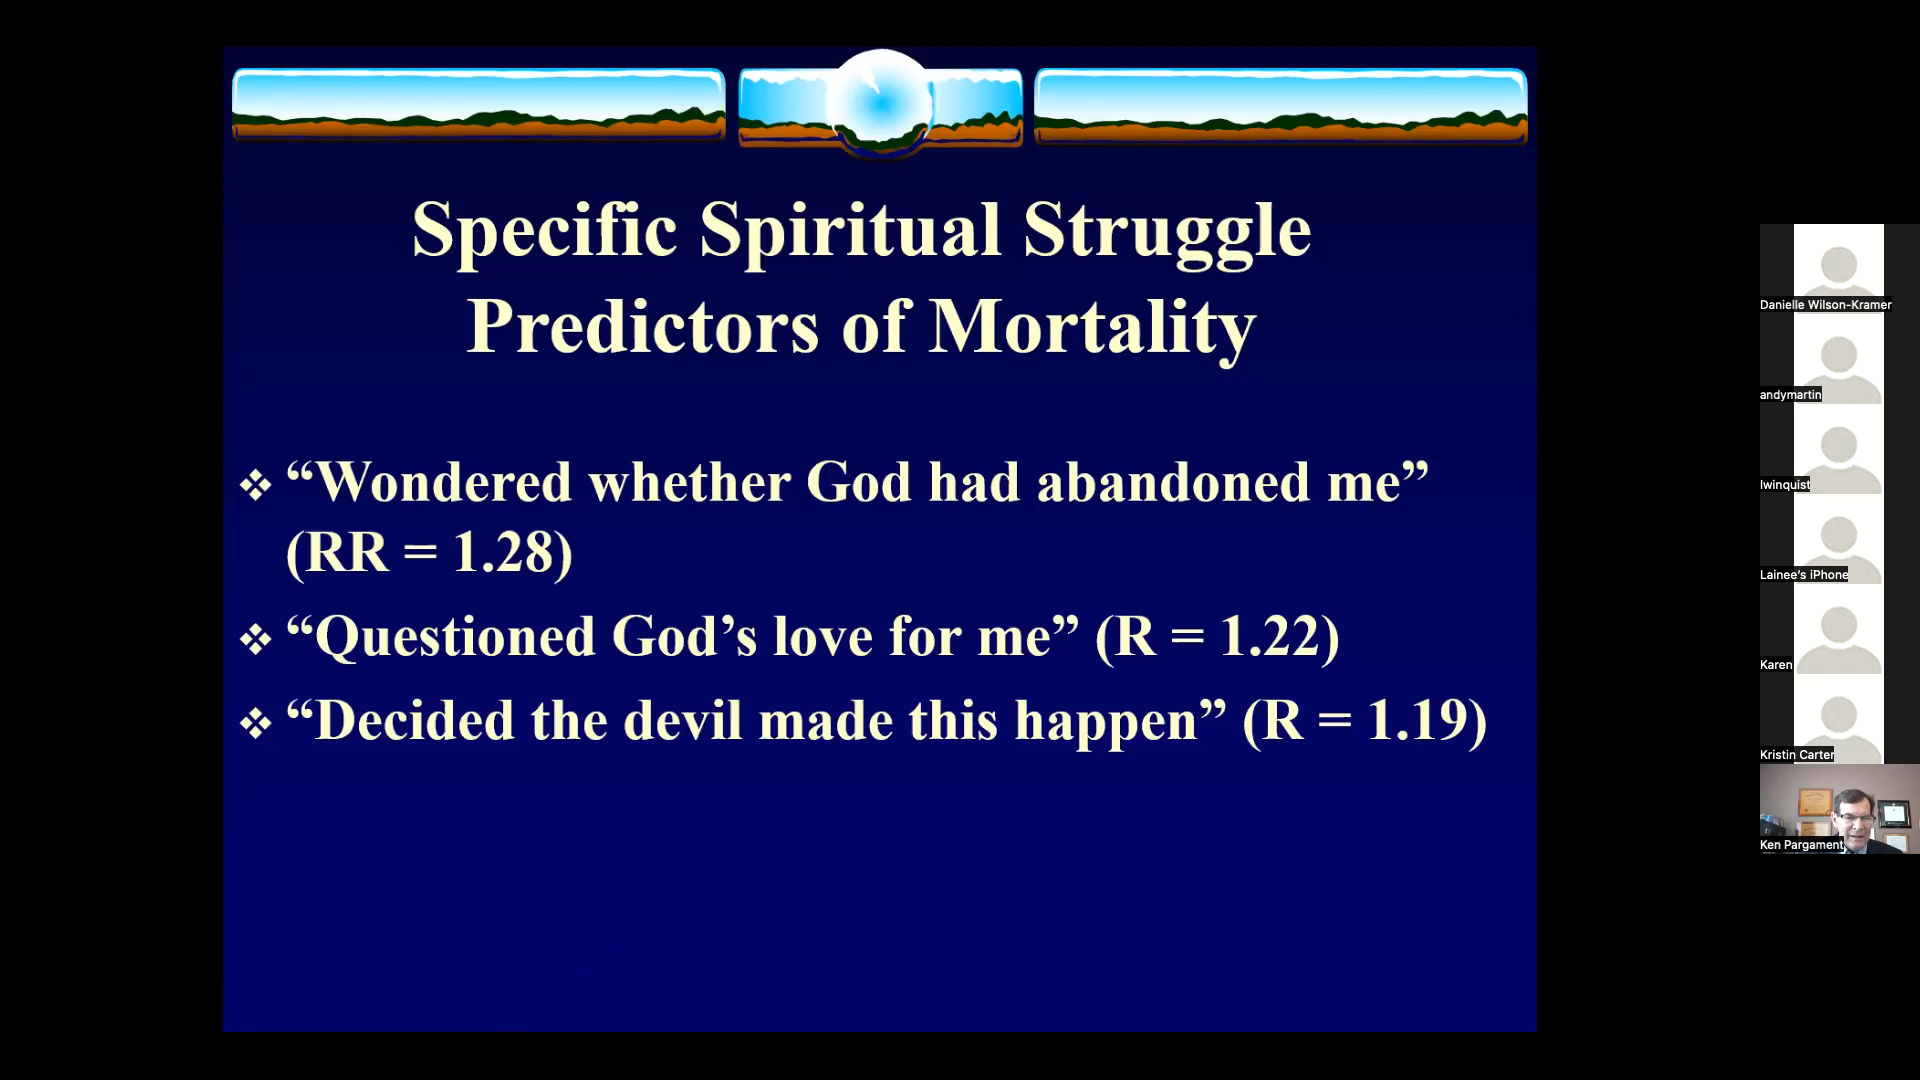 Specific Spiritual Struggle
Predictors of Mortality
❖ “Wondered whether God had abandoned me”
(RR = 1.28)
❖ “Questioned God’s love for me” (R = 1.22)
❖ “Decided the devil made this happen” (R = 1.19)
Danielle Wilson-Kramer
andymartin
lwinquist
Lainee’s iPhone
Karen
Kristin Carter
Ken Pargament